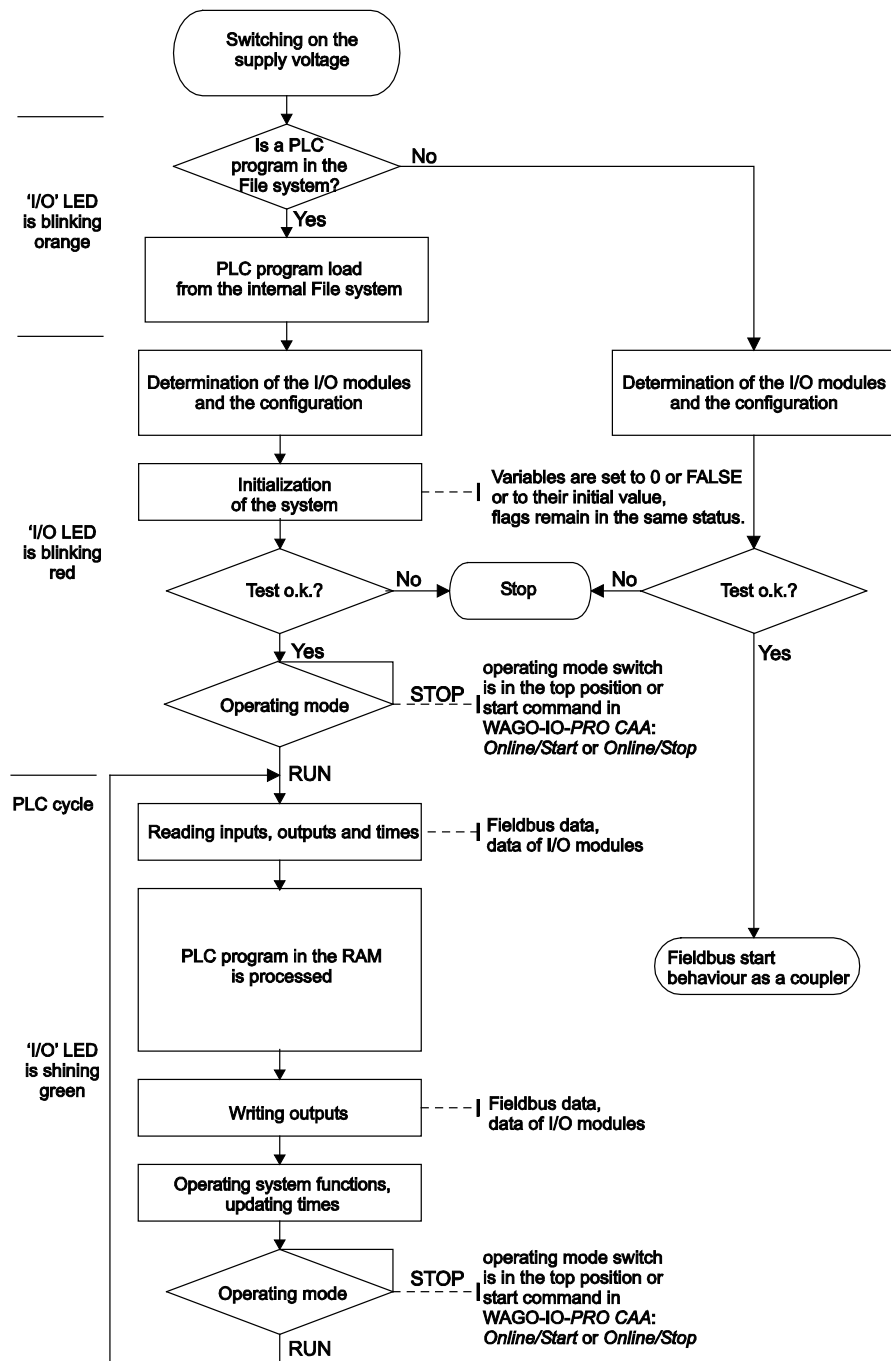 Switching on the
supply voltage
Is a PLC
program in the
File system?
No
'I/O' LED
is blinking
orange
Yes
PLC program load
from the internal File system
Determination of the I/O modules
and the configuration
Determination of the I/O modules
and the configuration
Initialization
of the system
Variables are set to 0 or FALSE
or to their initial value,
flags remain in the same status.
'I/O LED
is blinking
red
Test o.k.?
No
Stop
No
Test o.k.?
Yes
Yes
Operating mode
STOP
operating mode switch
is in the top position or
start command in
WAGO-IO-PRO CAA:
Online/Start or Online/Stop
RUN
PLC cycle
Reading inputs, outputs and times
Fieldbus data,
data of I/O modules
PLC program in the RAM
is processed
Fieldbus start
behaviour as a coupler
'I/O' LED
is shining
green
Writing outputs
Fieldbus data,
data of I/O modules
Operating system functions,
updating times
Operating mode
STOP
operating mode switch
is in the top position or
start command in
WAGO-IO-PRO CAA:
Online/Start or Online/Stop
RUN